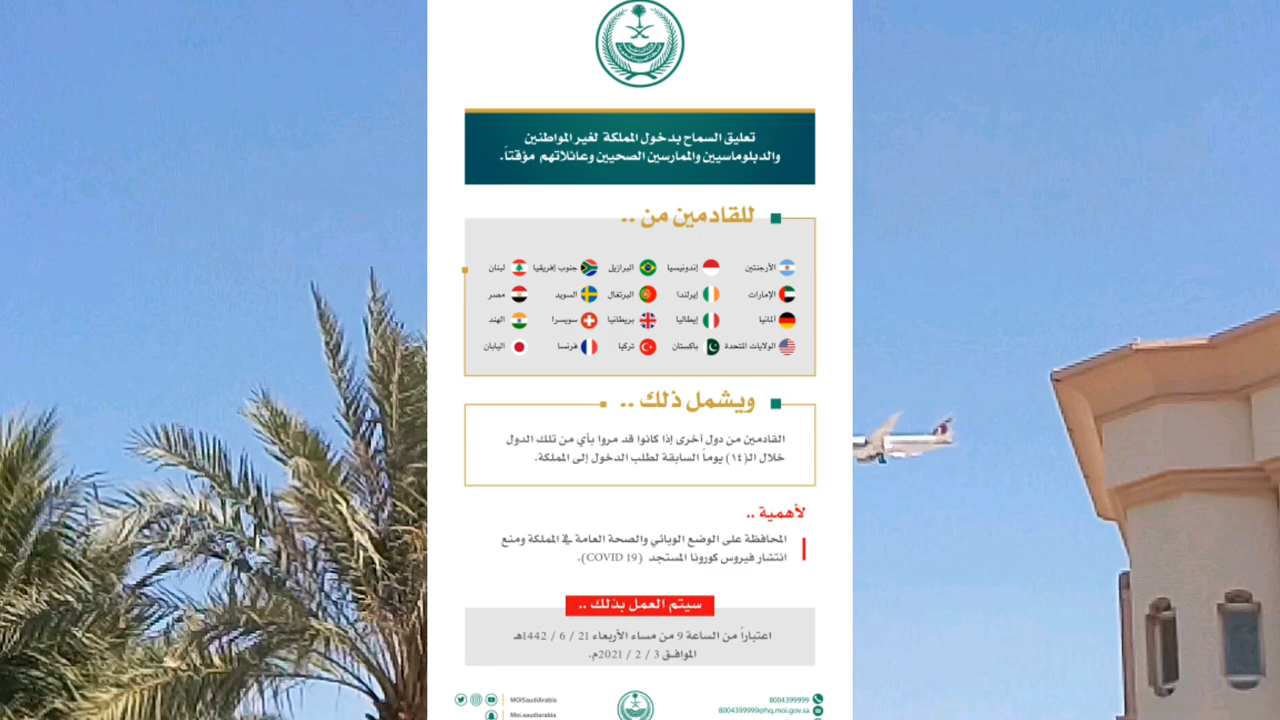 تعليق السماح بدخول المملكة لغير المواطنين
والدبلوماسيين والممارسين الصحيين وعائلاتهم مؤقتاً.
للقادمين من ..
الأرجنتين إندونيسيا البرازيل جنوب إفريقيا لبنان
الإمارات إيرلندا البرتغال السويد مصر
ألمانيا إيطاليا بريطانيا سويسرا الهند
الولايات المتحدة باكستان تركيا فرنسا اليابان
ويشمل ذلك ..
القادمين من دول أخرى إذا كانوا قد مروا بأي من تلك الدول
خلال الـ(١٤) يوماً السابقة لطلب الدخول إلى المملكة.
لأهمية ..
المحافظة على الوضع الوبائي والصحة العامة في المملكة ومنع
انتشار فيروس كورونا المستجد (COVID 19).
سيتم العمل بذلك ..
اعتباراً من الساعة 9 من مساء الأربعاء 21 / 6 / 1442هـ
الموافق 3 / 2 / 2021م.
8004399999 MOISaudiArabia
8004399999@hq.moi.gov.sa Moi.saudiarabia